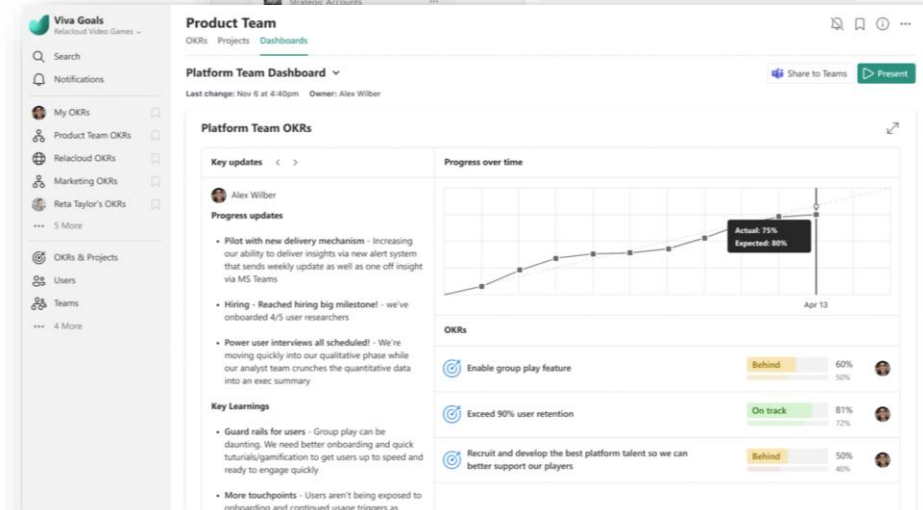 Strategic Accounts
Viva Goals
Relacloud Video Games
Search
Notifications
My OKRs
Product Team OKRs
Relacloud OKRs
Marketing OKRs
Reta Taylor's OKRs
5 More
OKRs & Projects
Users
Teams
4 More
Product Team
OKRs Projects Dashboards
Platform Team Dashboard
Share to Teams
Present
Last change: Nov 6 at 4:40pm Owner: Alex Wilber
Platform Team OKRs
Key updates
Alex Wilber
Progress updates
• Pilot with new delivery mechanism - Increasing
our ability to deliver insights via new alert system
that sends weekly update as well as one off insight
via MS Teams
• Hiring - Reached hiring big milestone! - we've
onboarded 4/5 user researchers
• Power user interviews all scheduled! - We're
moving quickly into our qualitative phase while
our analyst team crunches the quantitative data
into an exec summary
Key Learnings
• Guard rails for users - Group play can be
daunting. We need better onboarding and quick
tuturials/gamification to get users up to speed and
ready to engage quickly
• More touchpoints - Users aren't being exposed to
onboarding and continued usage triggers as
Progress over time
Actual: 75%
Expected: 80%
Apr 13
OKRs
Enable group play feature
Behind
60%
50%
Exceed 90% user retention
On track
81%
72%
Recruit and develop the best platform talent so we can
better support our players
Behind
50%
40%